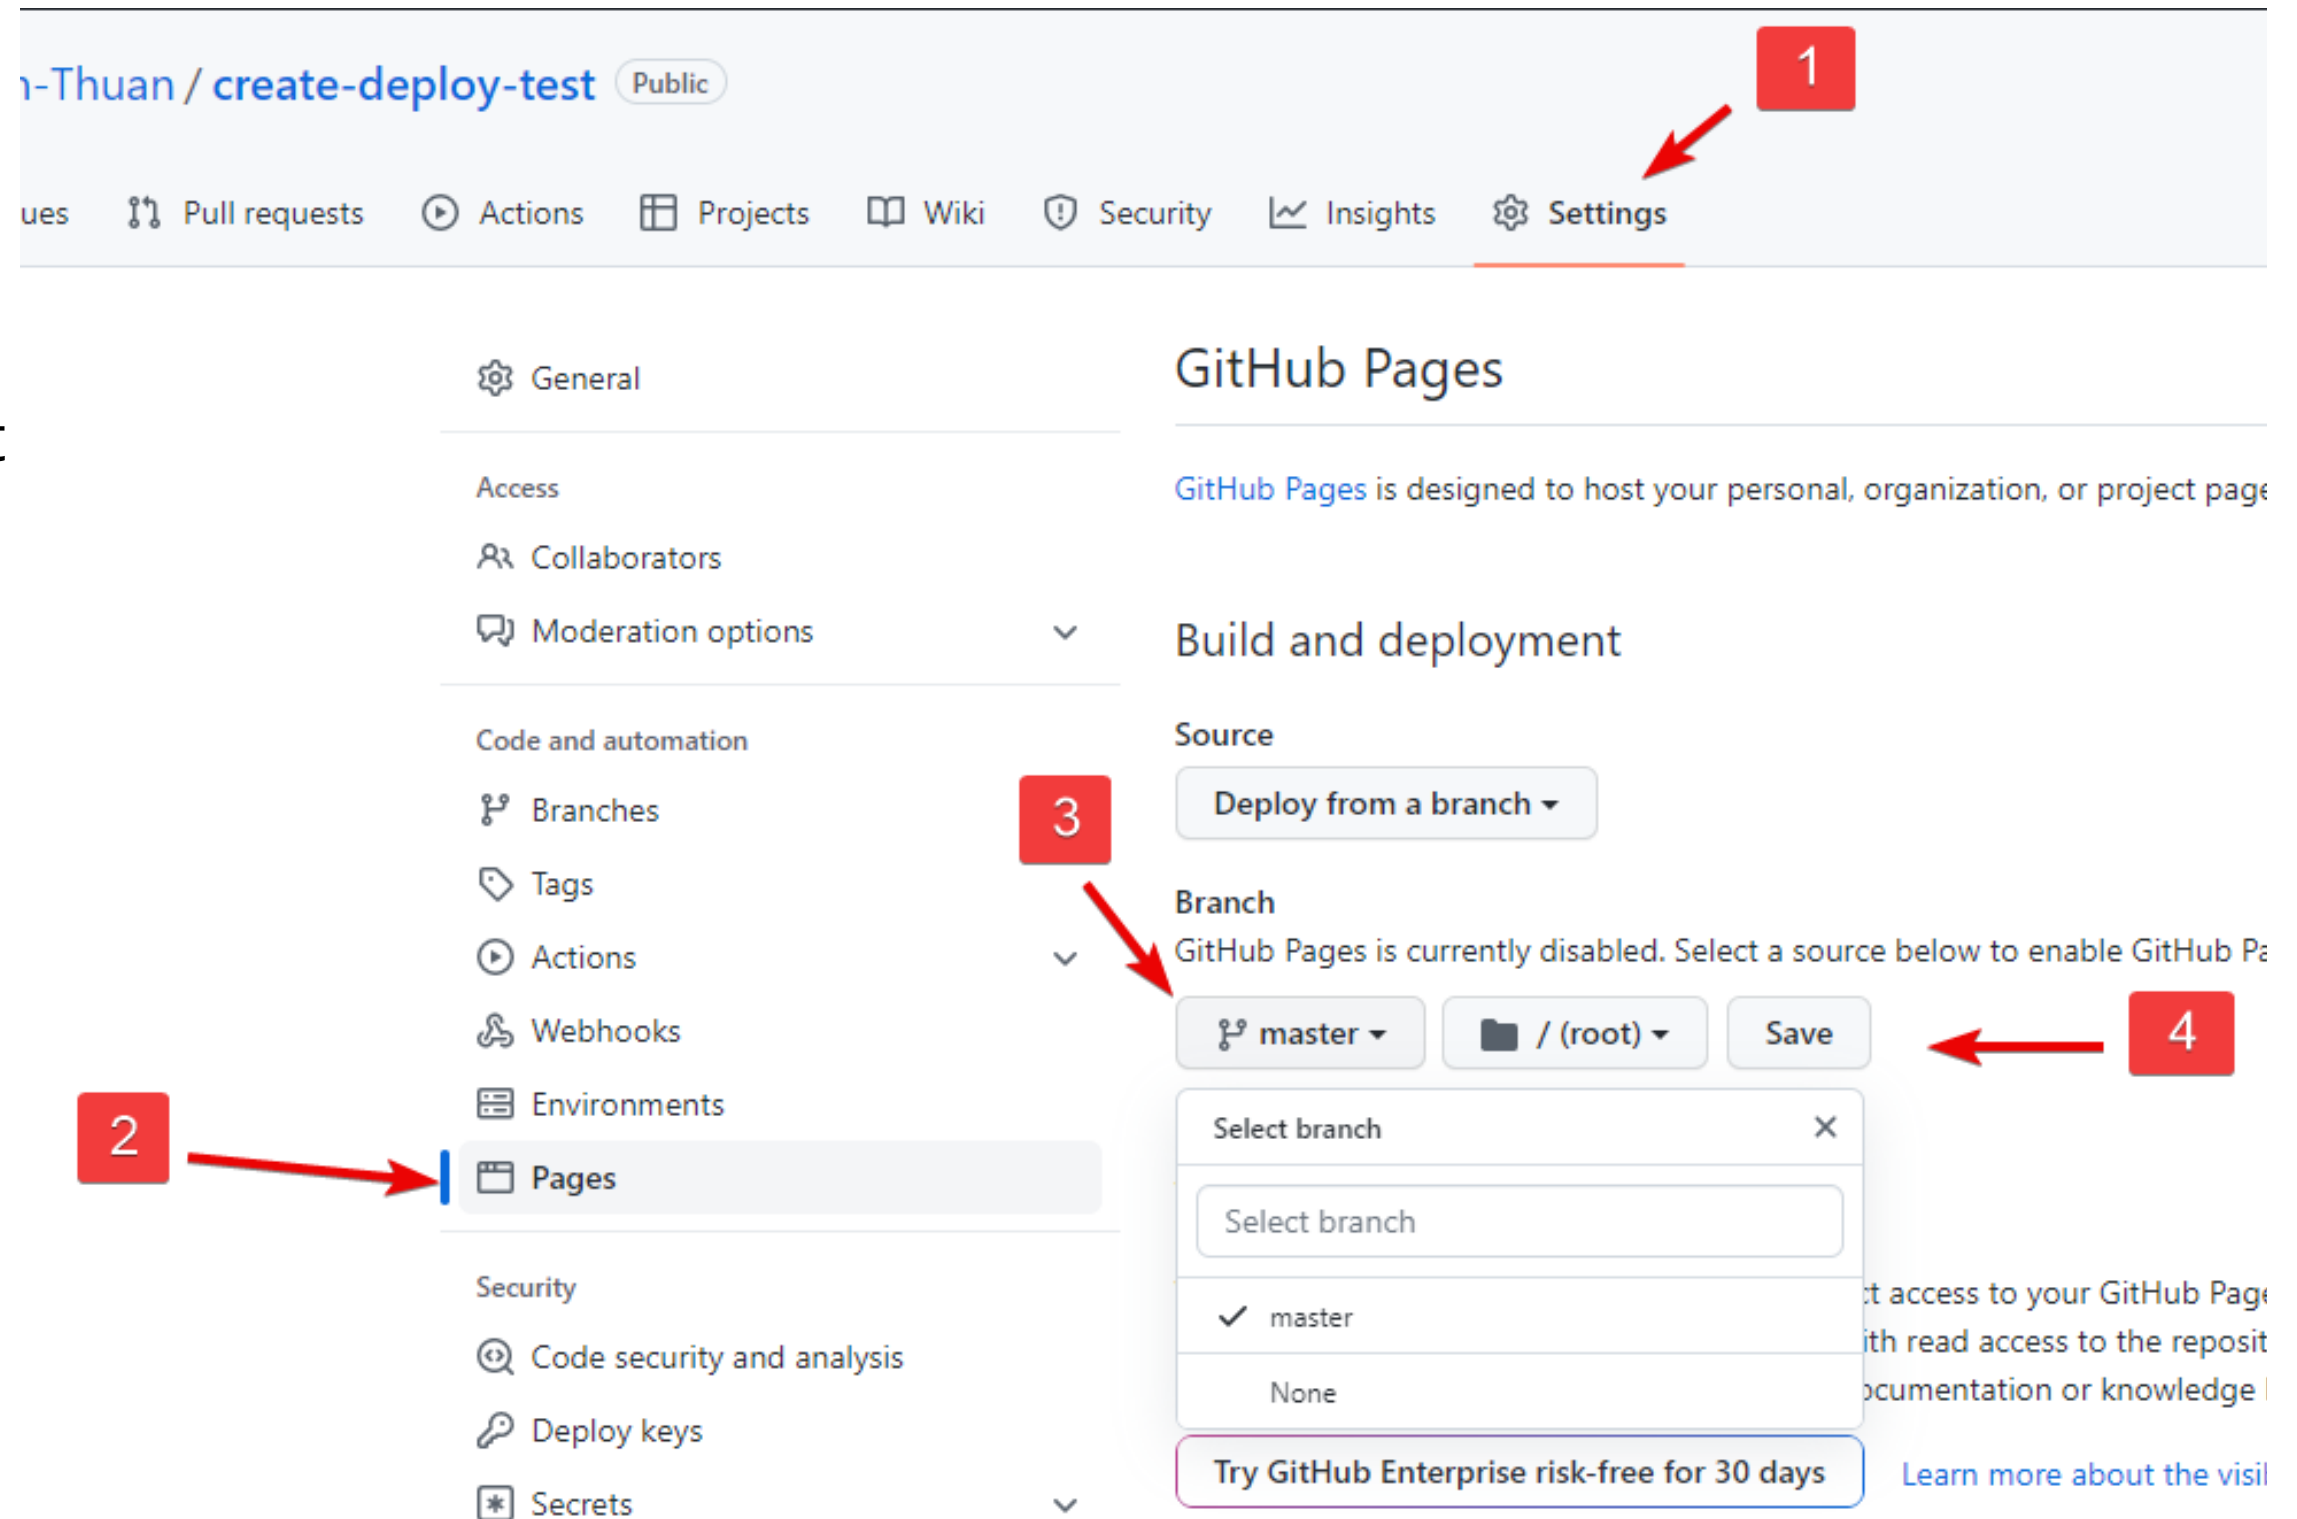 n-Thuan / create-deploy-test Public
1
ues Pull requests Actions Projects Wiki Security Insights Settings
General
Access
Collaborators
Moderation options
Code and automation
Branches
Tags
Actions
Webhooks
Environments
2
Pages
Security
Code security and analysis
Deploy keys
Secrets
t
GitHub Pages
GitHub Pages is designed to host your personal, organization, or project page
Build and deployment
Source
Deploy from a branch
3
Branch
GitHub Pages is currently disabled. Select a source below to enable GitHub Pa
master / (root) Save
4
Select branch
Select branch
master
None
ct access to your GitHub Page
ith read access to the reposit
ocumentation or knowledge
Try GitHub Enterprise risk-free for 30 days Learn more about the visi